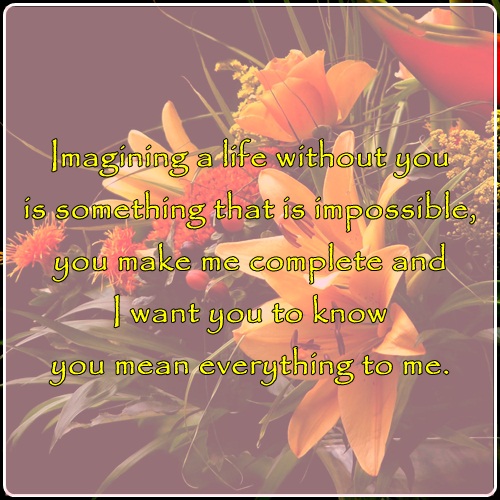 Imagining a life without you
is something that is impossible,
you make me complete and
I want you to know
you mean everything to me.